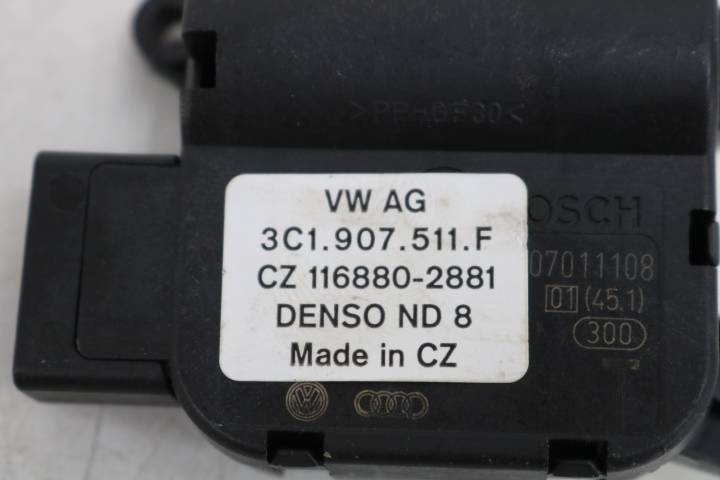 >PP-GF30<
VW AG
3C1.907.511.F
CZ 116880-2881
DENSO ND 8
Made in CZ
OSCH
07011108
01 (45.1)
300